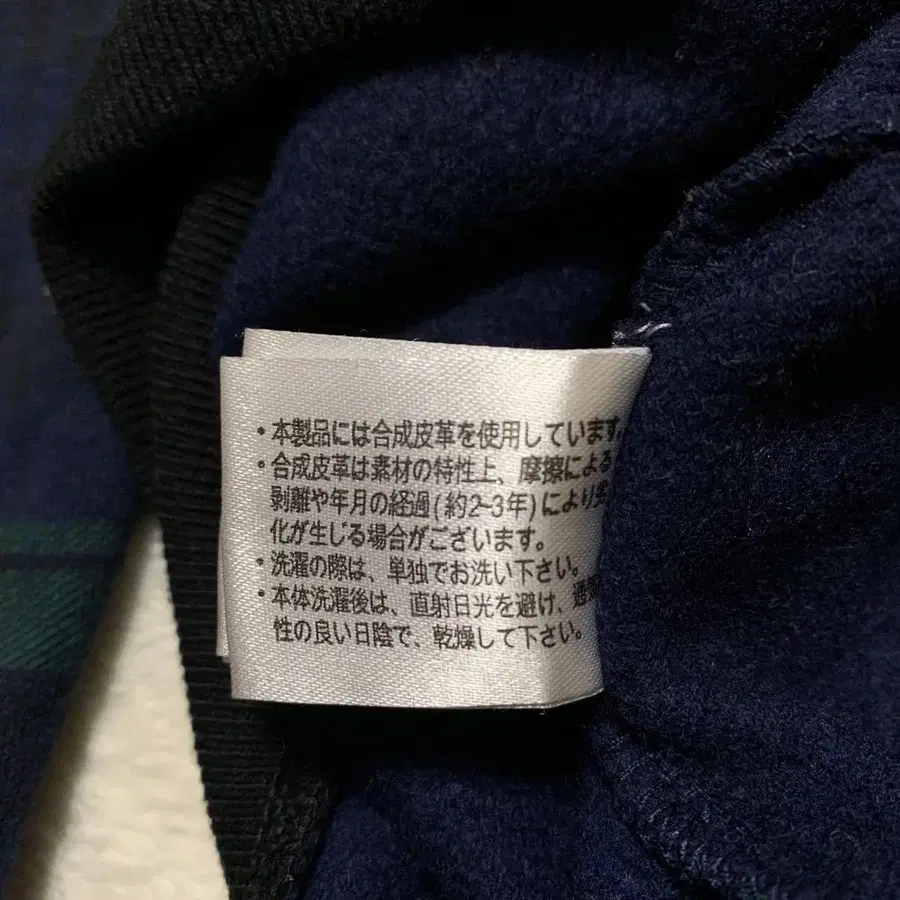 ・本製品には合成皮革を使用しています。
・合成皮革は素材の特性上、摩擦による
剥離や年月の経過(約2~3年)により劣
化が生じる場合がございます。
・洗濯の際は、単独でお洗い下さい。
・本体洗濯後は、直射日光を避け、通気
性の良い日陰で、乾燥して下さい。